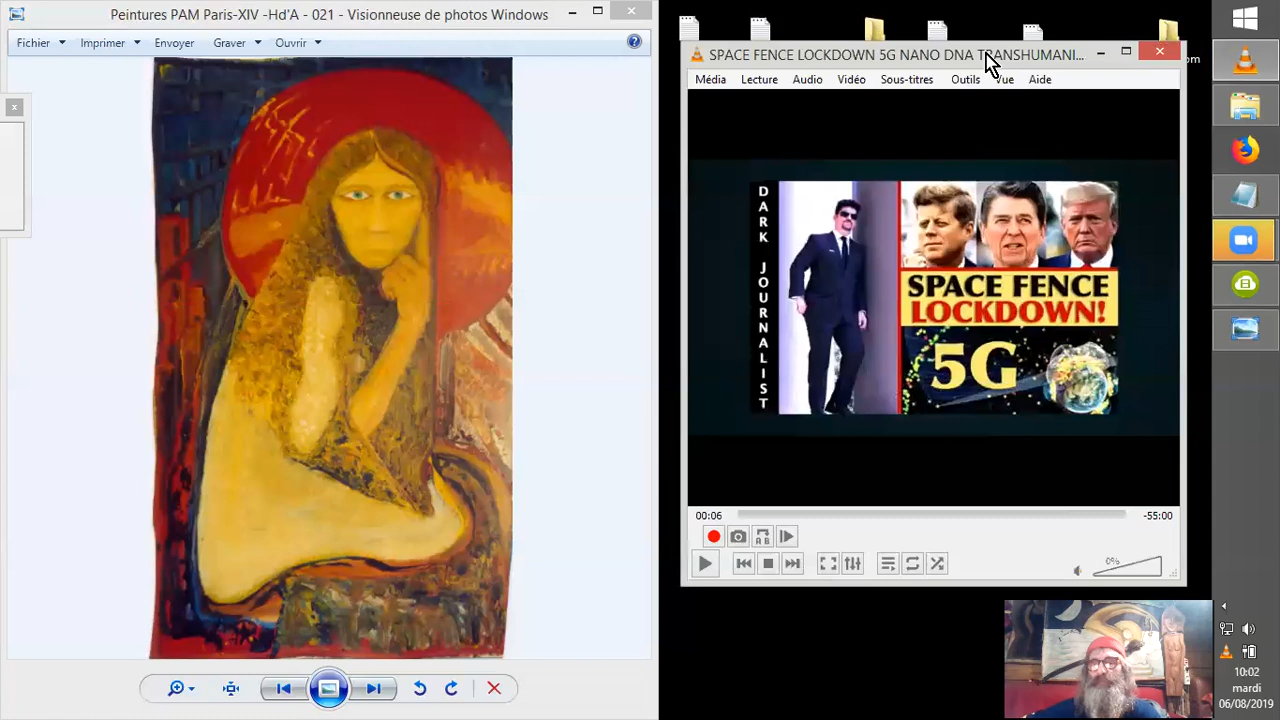 Peintures PAM Paris-XIV -Hd'A - 021 - Visionneuse de photos Windows
Fichier Imprimer Envoyer Graver Ouvrir
SPACE FENCE LOCKDOWN 5G NANO DNA TRANSHUMANI...
Média Lecture Audio Vidéo Sous-titres Outils Vue Aide
DARK JOURNALIST
SPACE FENCE
LOCKDOWN!
5G
00:06 -55:00
AB
0%
om
10:02
mardi
06/08/2019